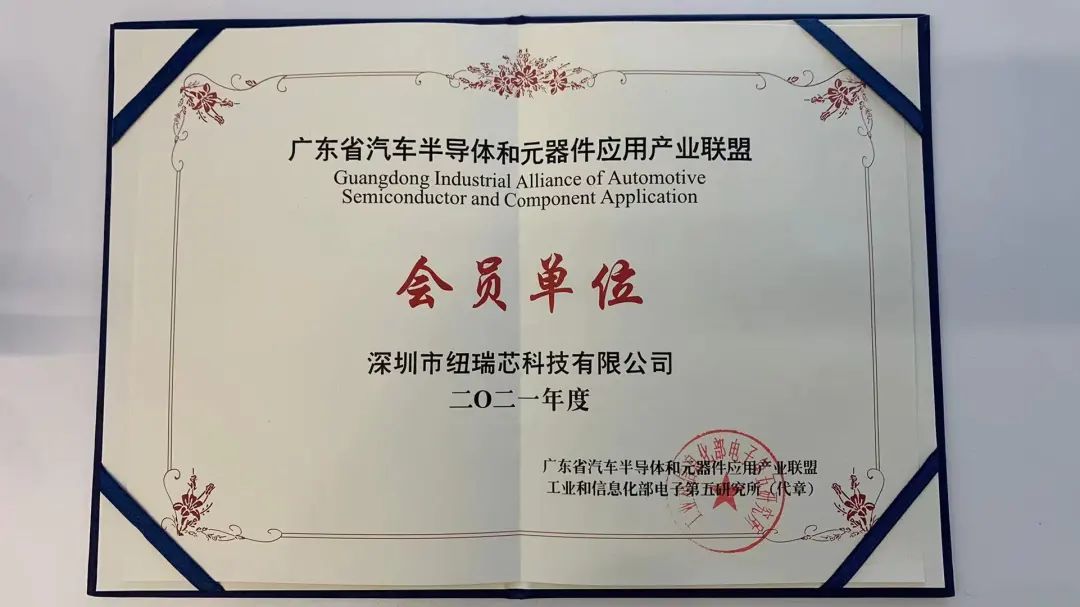 广东省汽车半导体和元器件应用产业联盟
Guangdong Industrial Alliance of Automotive
Semiconductor and Component Application
会员单位
深圳市纽瑞芯科技有限公司
二〇二一年度
广东省汽车半导体和元器件应用产业联盟
工业和信息化部电子第五研究所（代章）